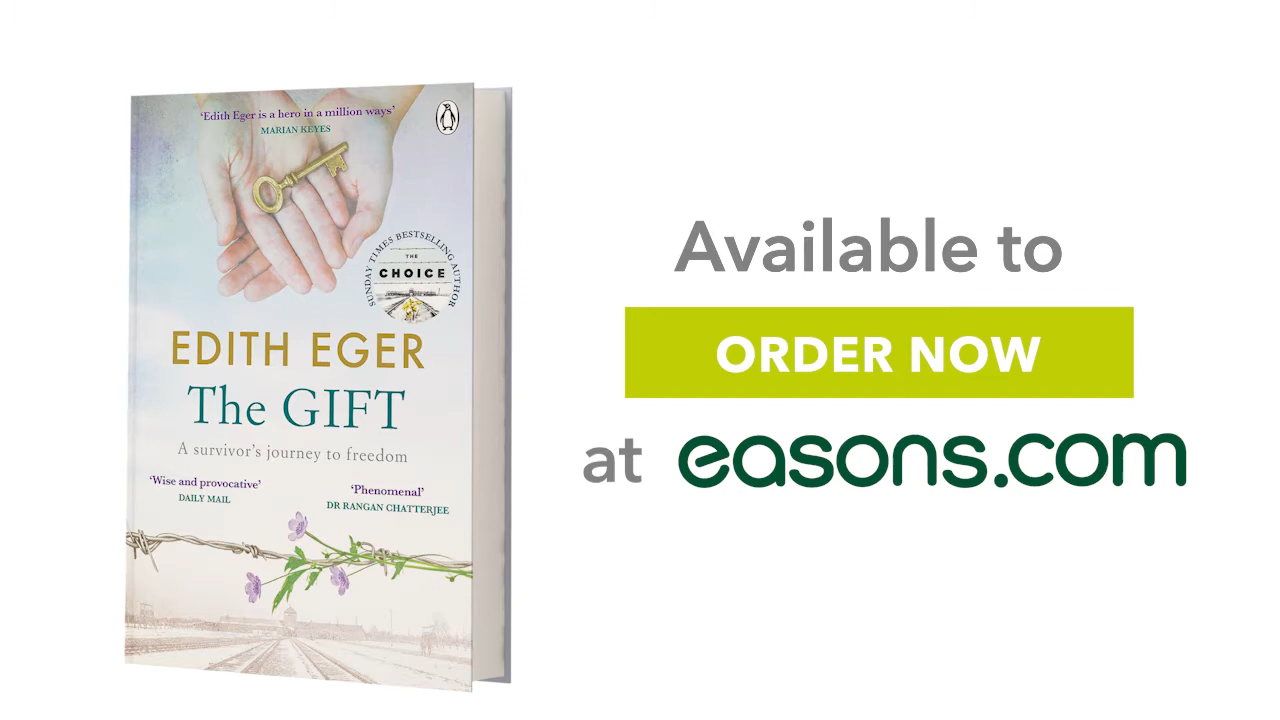 'Edith Eger is a hero in a million ways'
MARIAN KEYES
SUNDAY TIMES BESTSELLING AUTHOR
THE
CHOICE
EDITH EGER
The GIFT
A survivor's journey to freedom
'Wise and provocative'
DAILY MAIL
'Phenomenal'
DR RANGAN CHATTERJEE
Available to
ORDER NOW
at easons.com